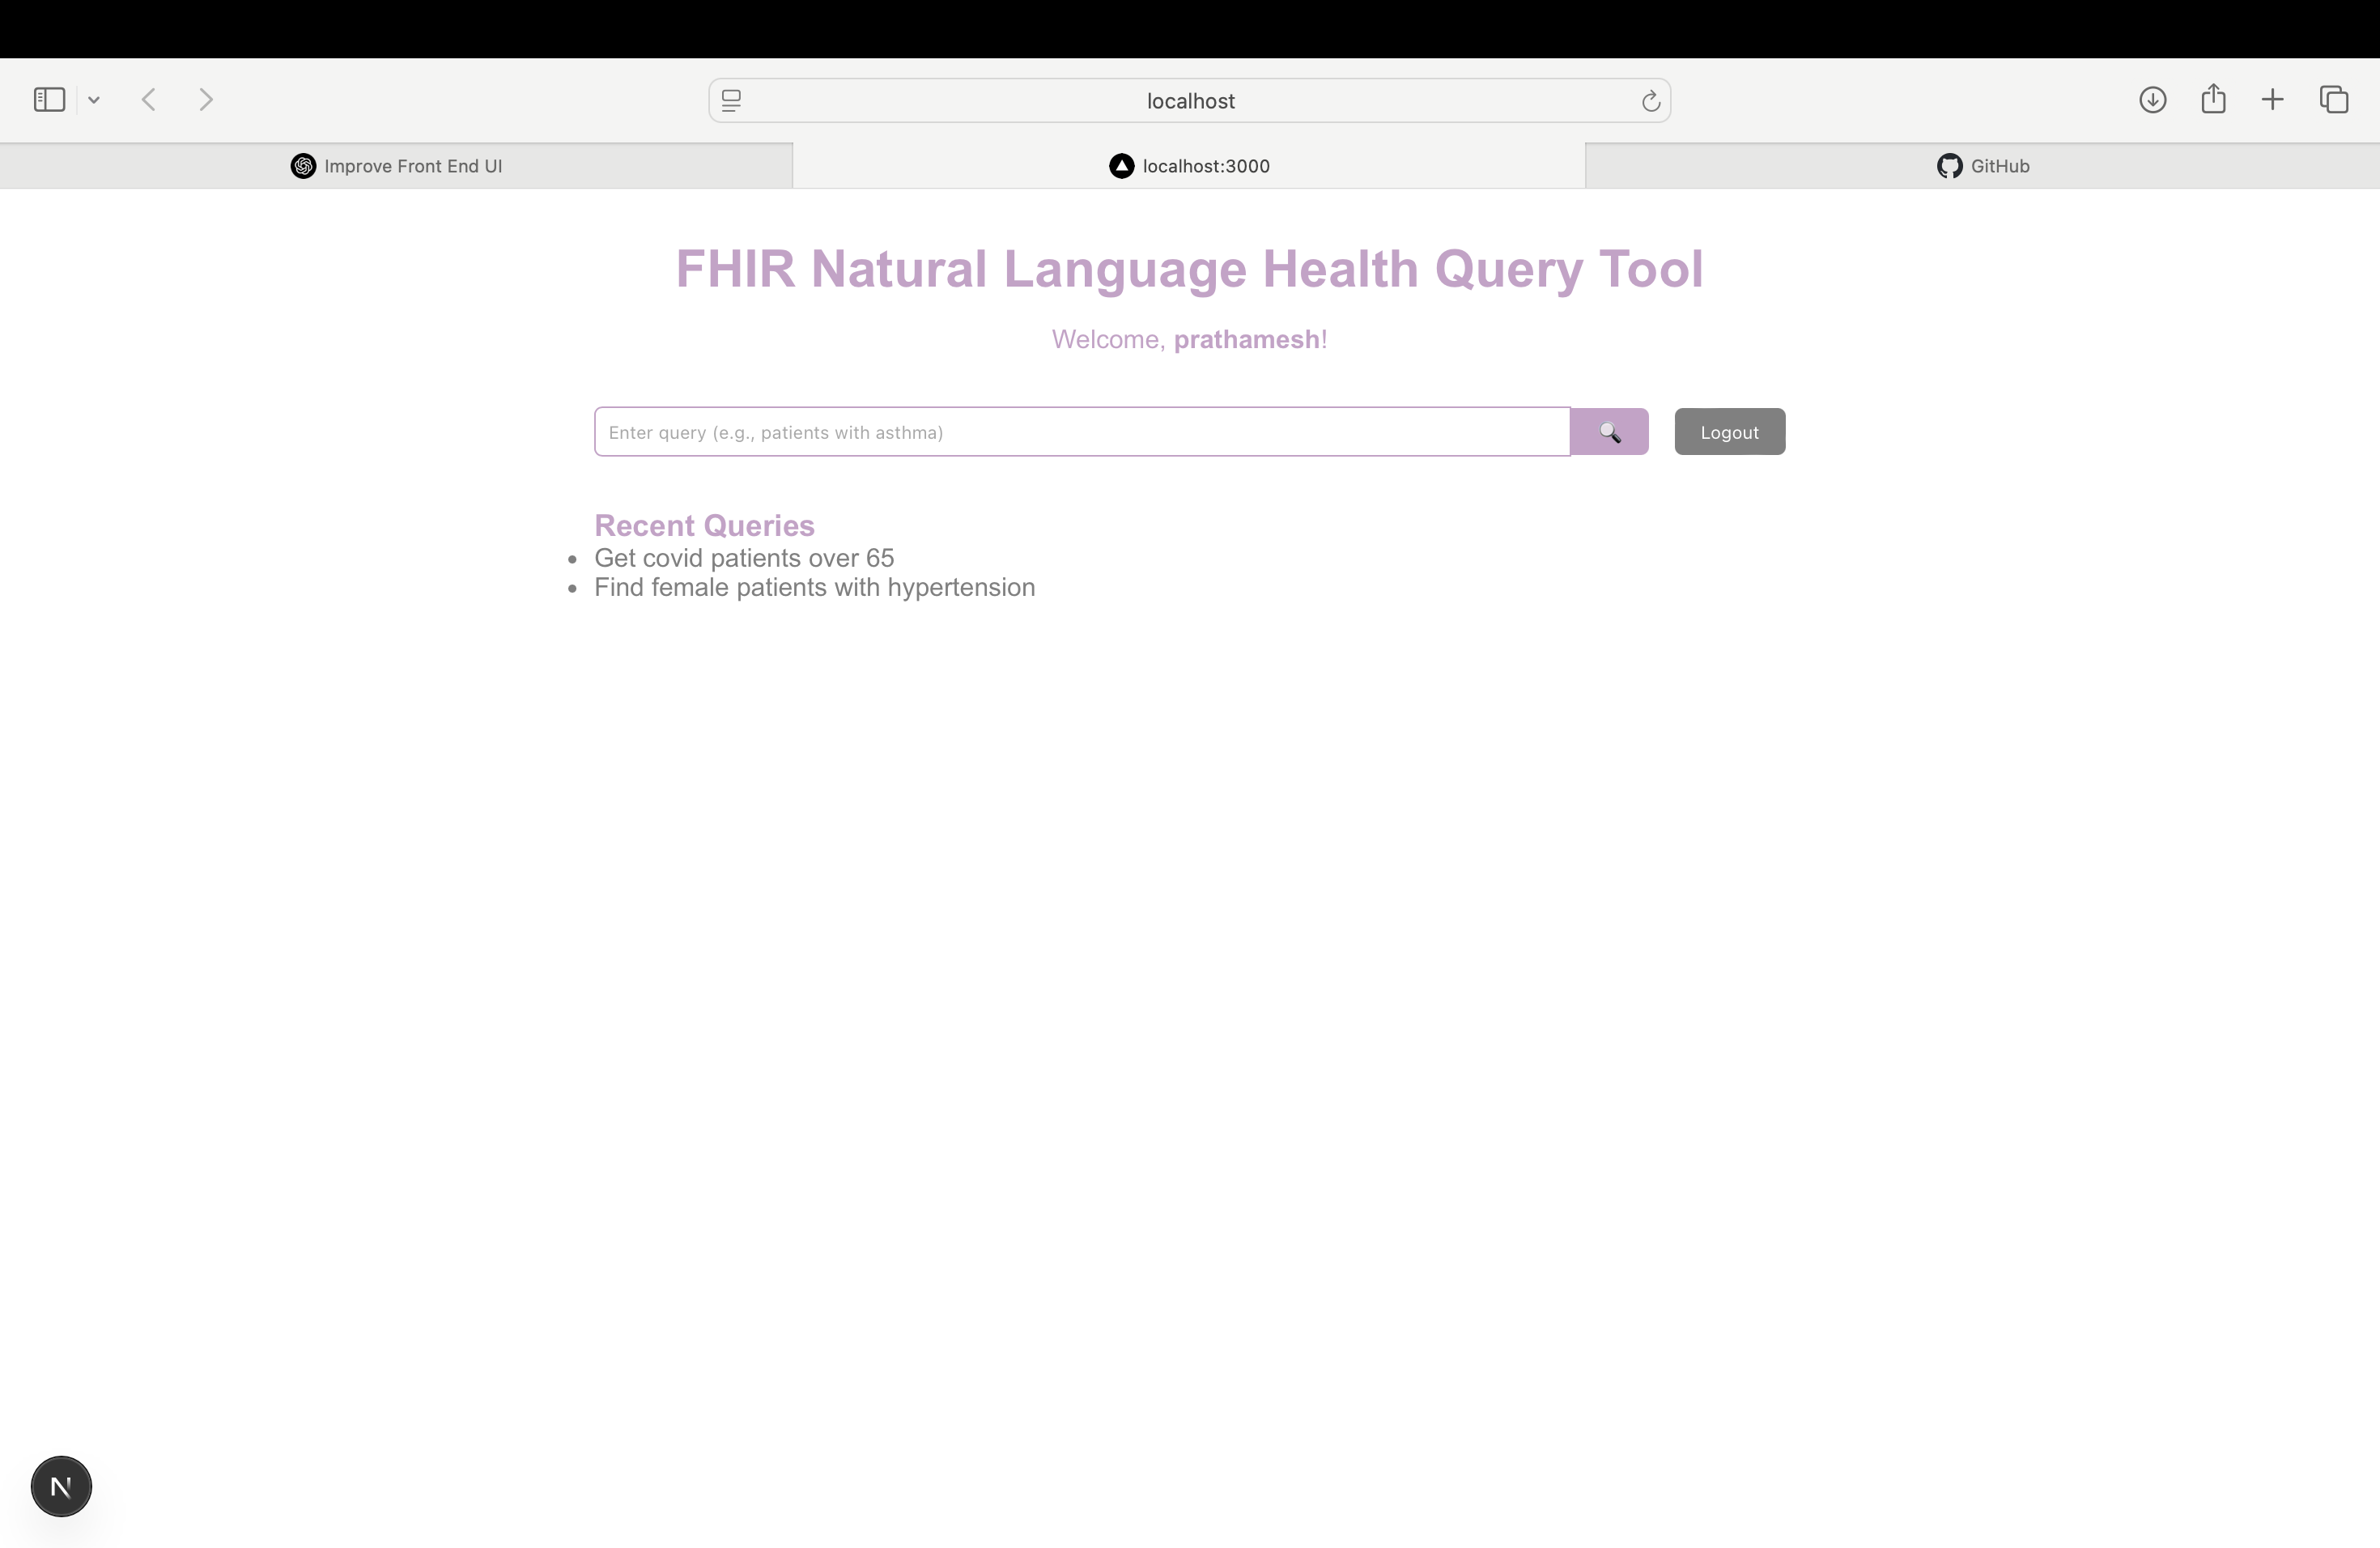 localhost
Improve Front End UI
localhost:3000
GitHub
FHIR Natural Language Health Query Tool
Welcome, prathamesh!
Enter query (e.g., patients with asthma)
Logout
Recent Queries
• Get covid patients over 65
• Find female patients with hypertension
N